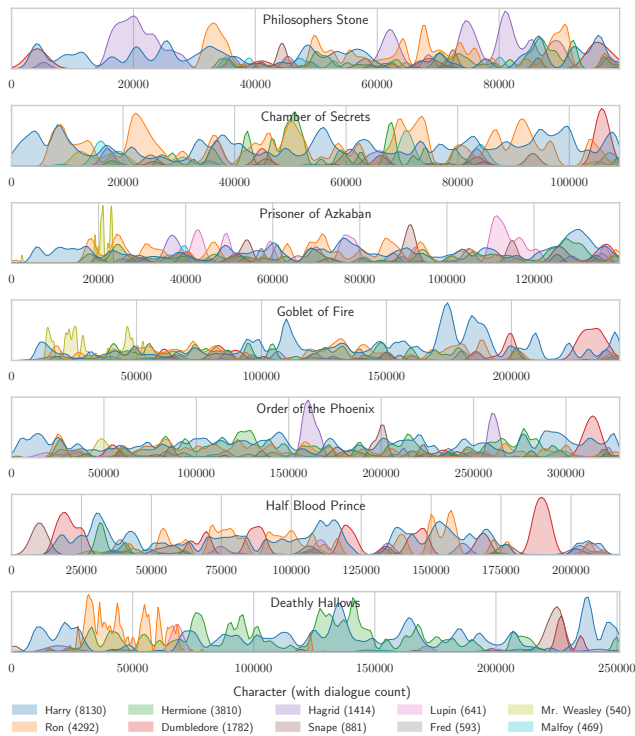 Philosophers Stone
0 20000 40000 60000 80000
Chamber of Secrets
0 20000 40000 60000 80000 100000
Prisoner of Azkaban
0 20000 40000 60000 80000 100000 120000
Goblet of Fire
0 50000 100000 150000 200000
Order of the Phoenix
0 50000 100000 150000 200000 250000 300000
Half Blood Prince
0 25000 50000 75000 100000 125000 150000 175000 200000
Deathly Hallows
0 50000 100000 150000 200000 250000
Character (with dialogue count)
Harry (8130) Hermione (3810) Hagrid (1414) Lupin (641) Mr. Weasley (540)
Ron (4292) Dumbledore (1782) Snape (881) Fred (593) Malfoy (469)